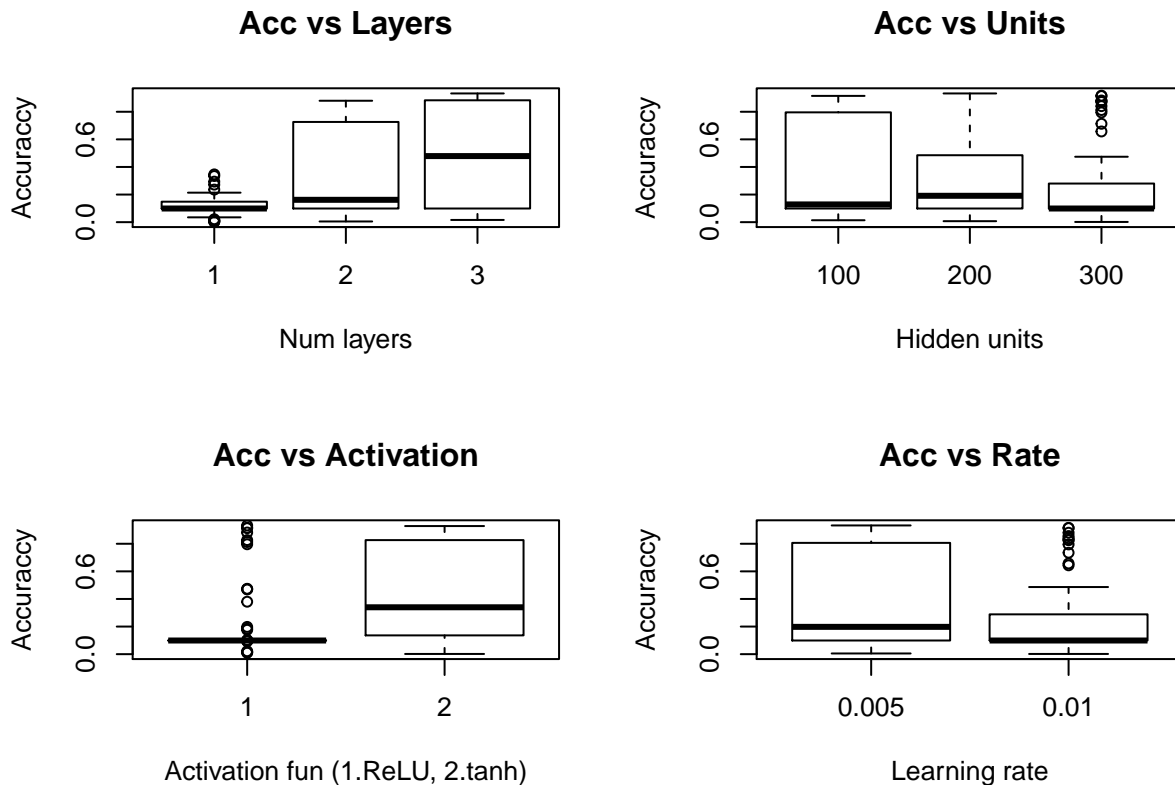 Acc vs Layers
Accuraccy
0.0
0.6
1
2
3
Num layers
Acc vs Units
Accuraccy
0.0
0.6
100
200
300
Hidden units
Acc vs Activation
Accuraccy
0.0
0.6
1
2
Activation fun (1.ReLU, 2.tanh)
Acc vs Rate
Accuraccy
0.0
0.6
0.005
0.01
Learning rate